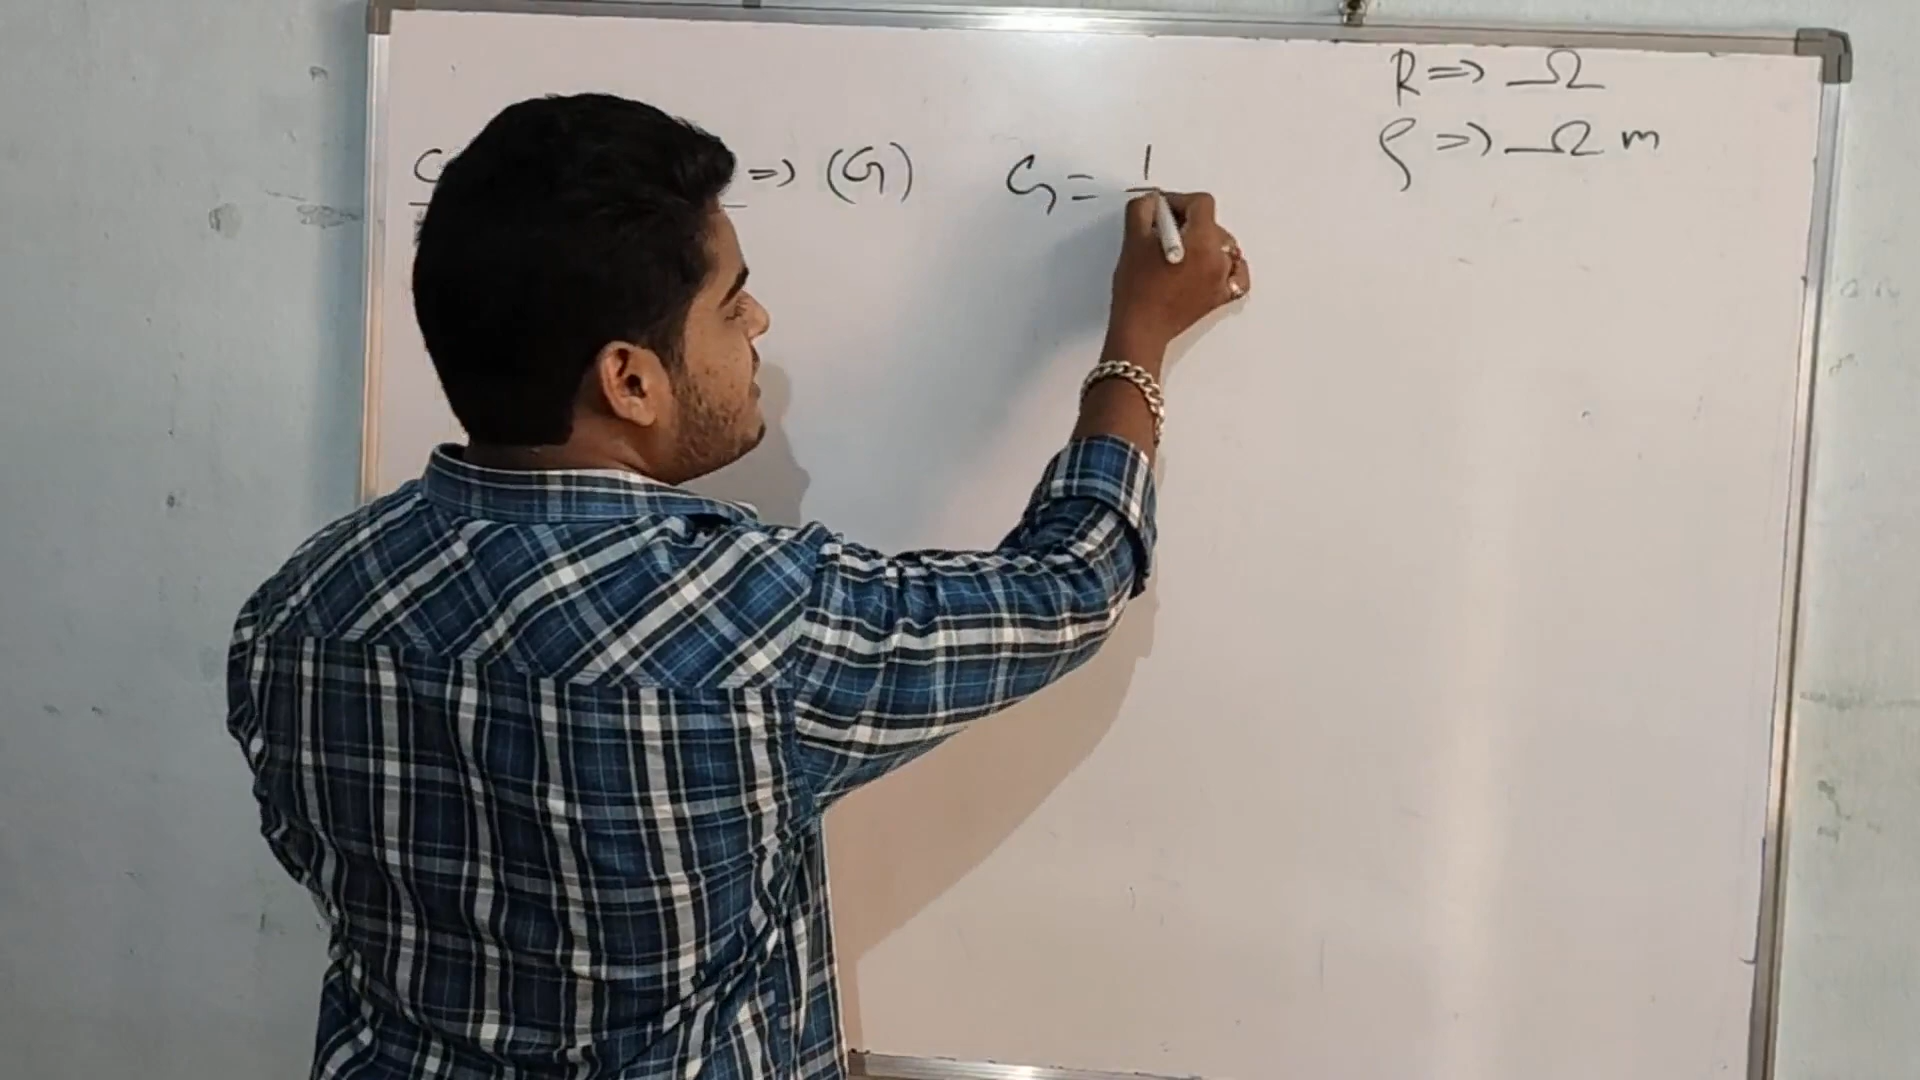 R => Ω
ρ => Ω m
=> (G) G = 1